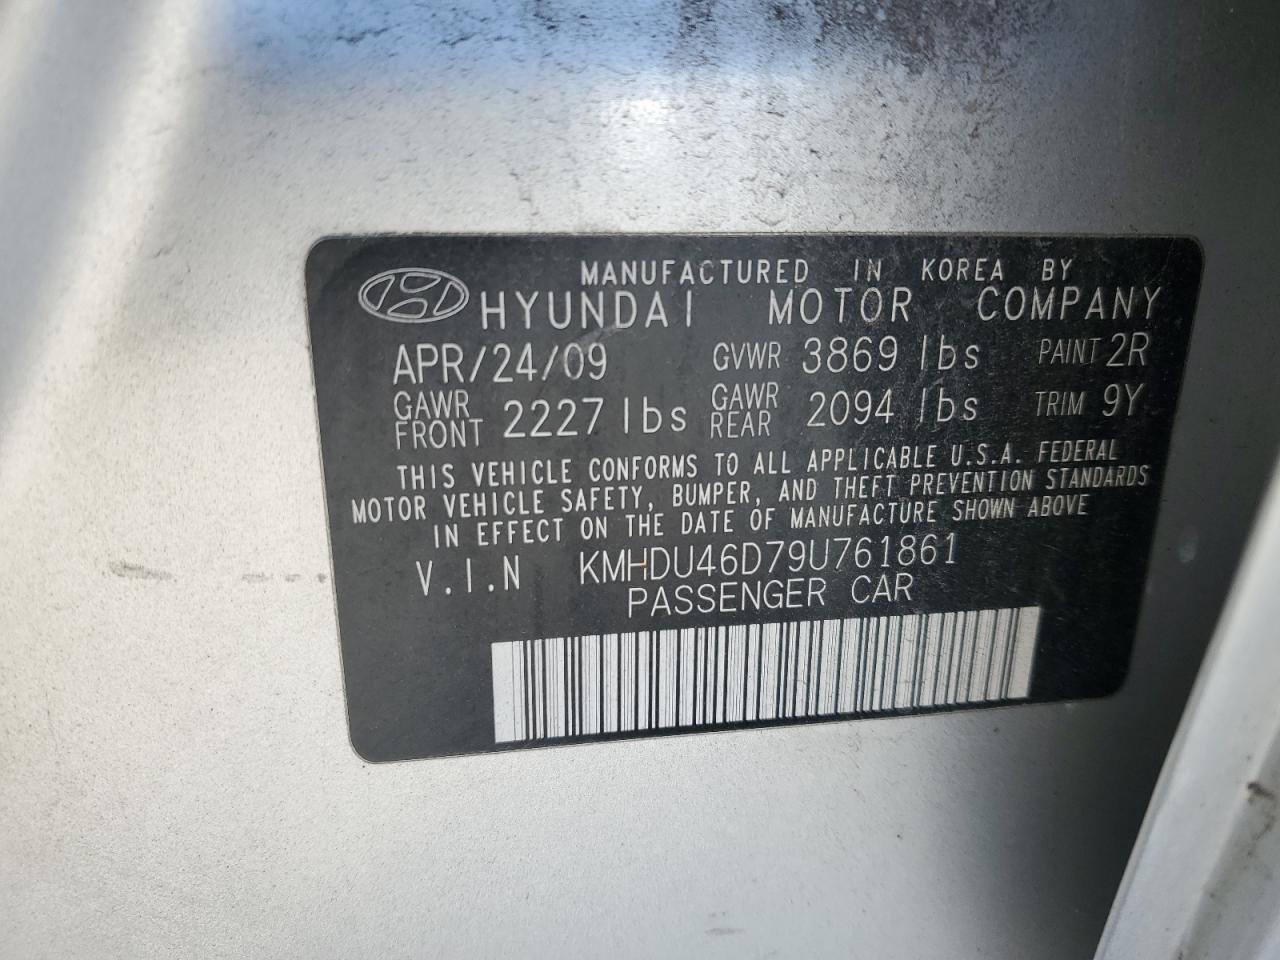 MANUFACTURED IN KOREA BY
HYUNDAI MOTOR COMPANY
APR/24/09 GVWR 3869 lbs PAINT 2R
GAWR FRONT 2227 lbs GAWR REAR 2094 lbs TRIM 9Y
THIS VEHICLE CONFORMS TO ALL APPLICABLE U.S.A. FEDERAL
MOTOR VEHICLE SAFETY, BUMPER, AND THEFT PREVENTION STANDARDS
IN EFFECT ON THE DATE OF MANUFACTURE SHOWN ABOVE
V.I.N KMHDU46D79U761861
PASSENGER CAR